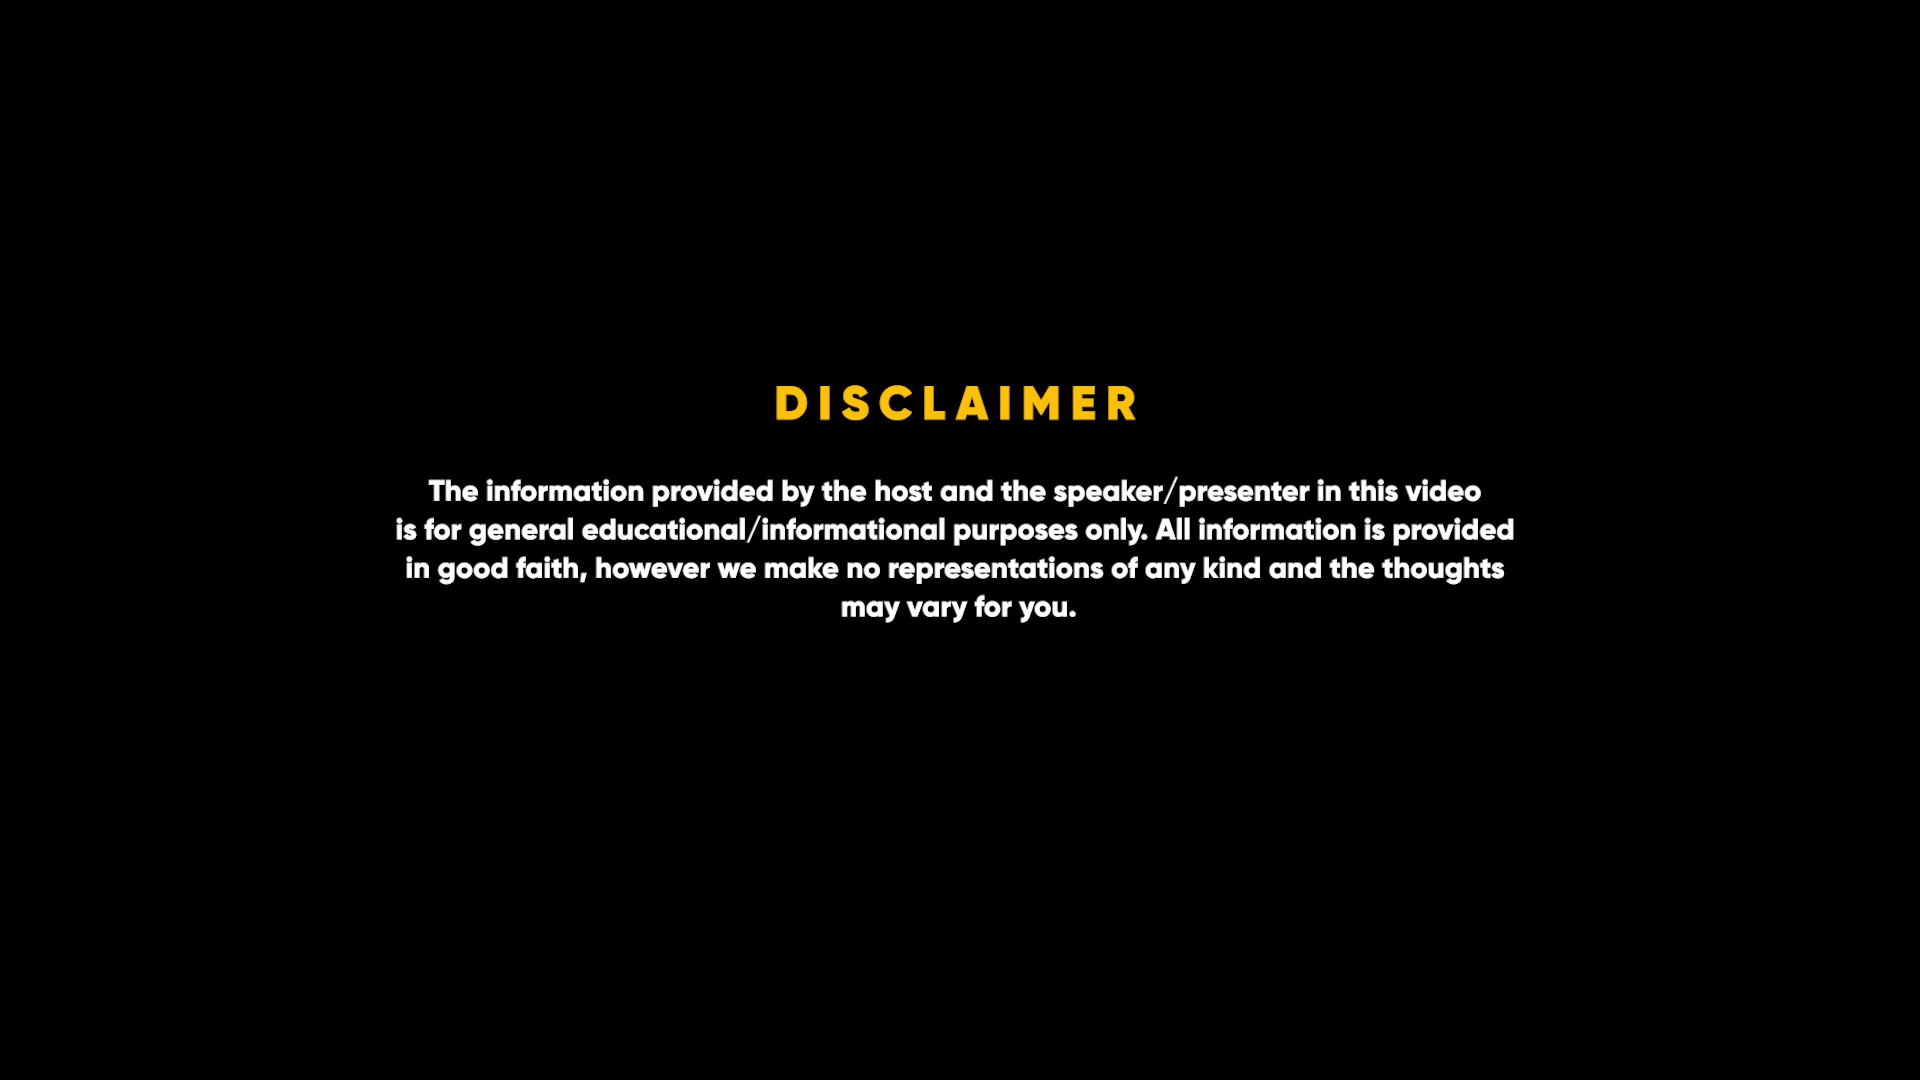 DISCLAIMER
The information provided by the host and the speaker/presenter in this video
is for general educational/informational purposes only. All information is provided
in good faith, however we make no representations of any kind and the thoughts
may vary for you.